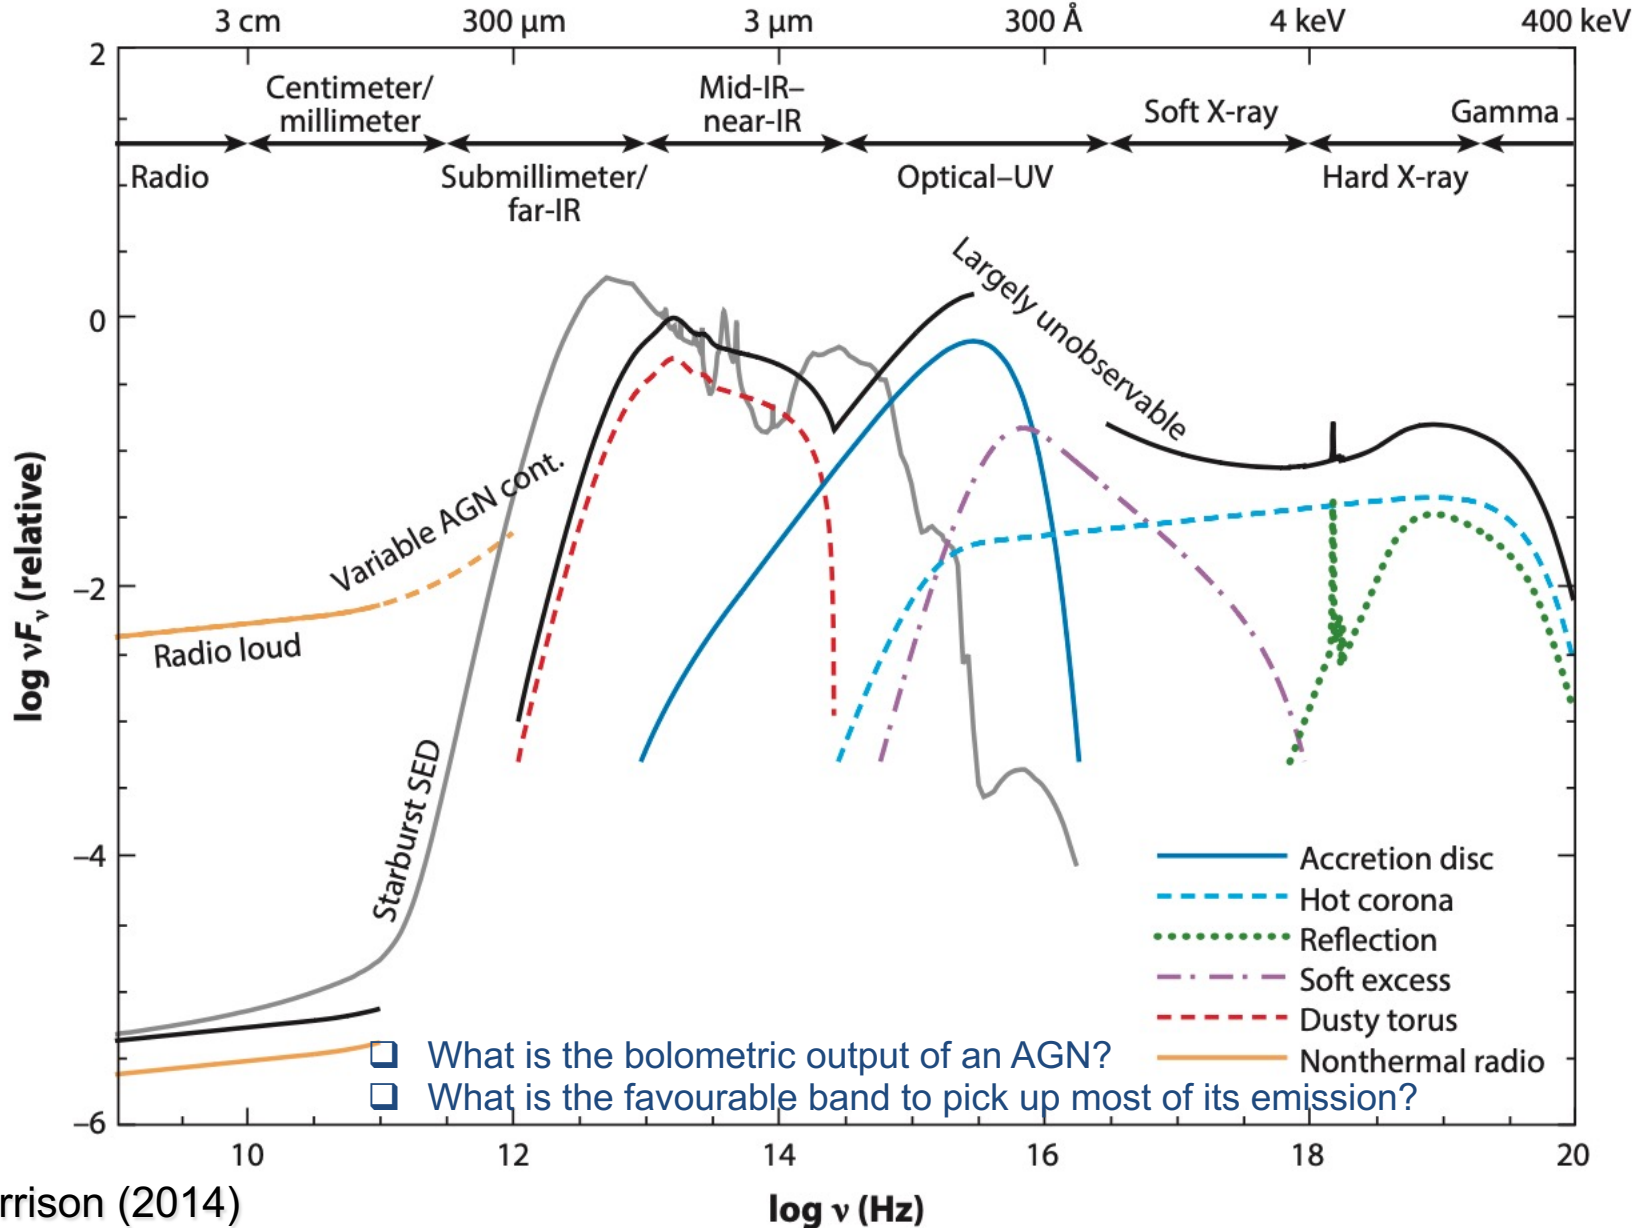 3 cm 300 μm 3 μm 300 Å 4 keV 400 keV
Centimeter/
millimeter
Mid-IR–
near-IR
Soft X-ray
Gamma
Radio
Submillimeter/
far-IR
Optical–UV
Hard X-ray
Largely unobservable
Variable AGN cont.
Radio loud
Starburst SED
Accretion disc
Hot corona
Reflection
Soft excess
Dusty torus
Nonthermal radio
❑ What is the bolometric output of an AGN?
❑ What is the favourable band to pick up most of its emission?
2
0
−2
−4
−6
log νFν (relative)
10 12 14 16 18 20
log ν (Hz)
rrison (2014)